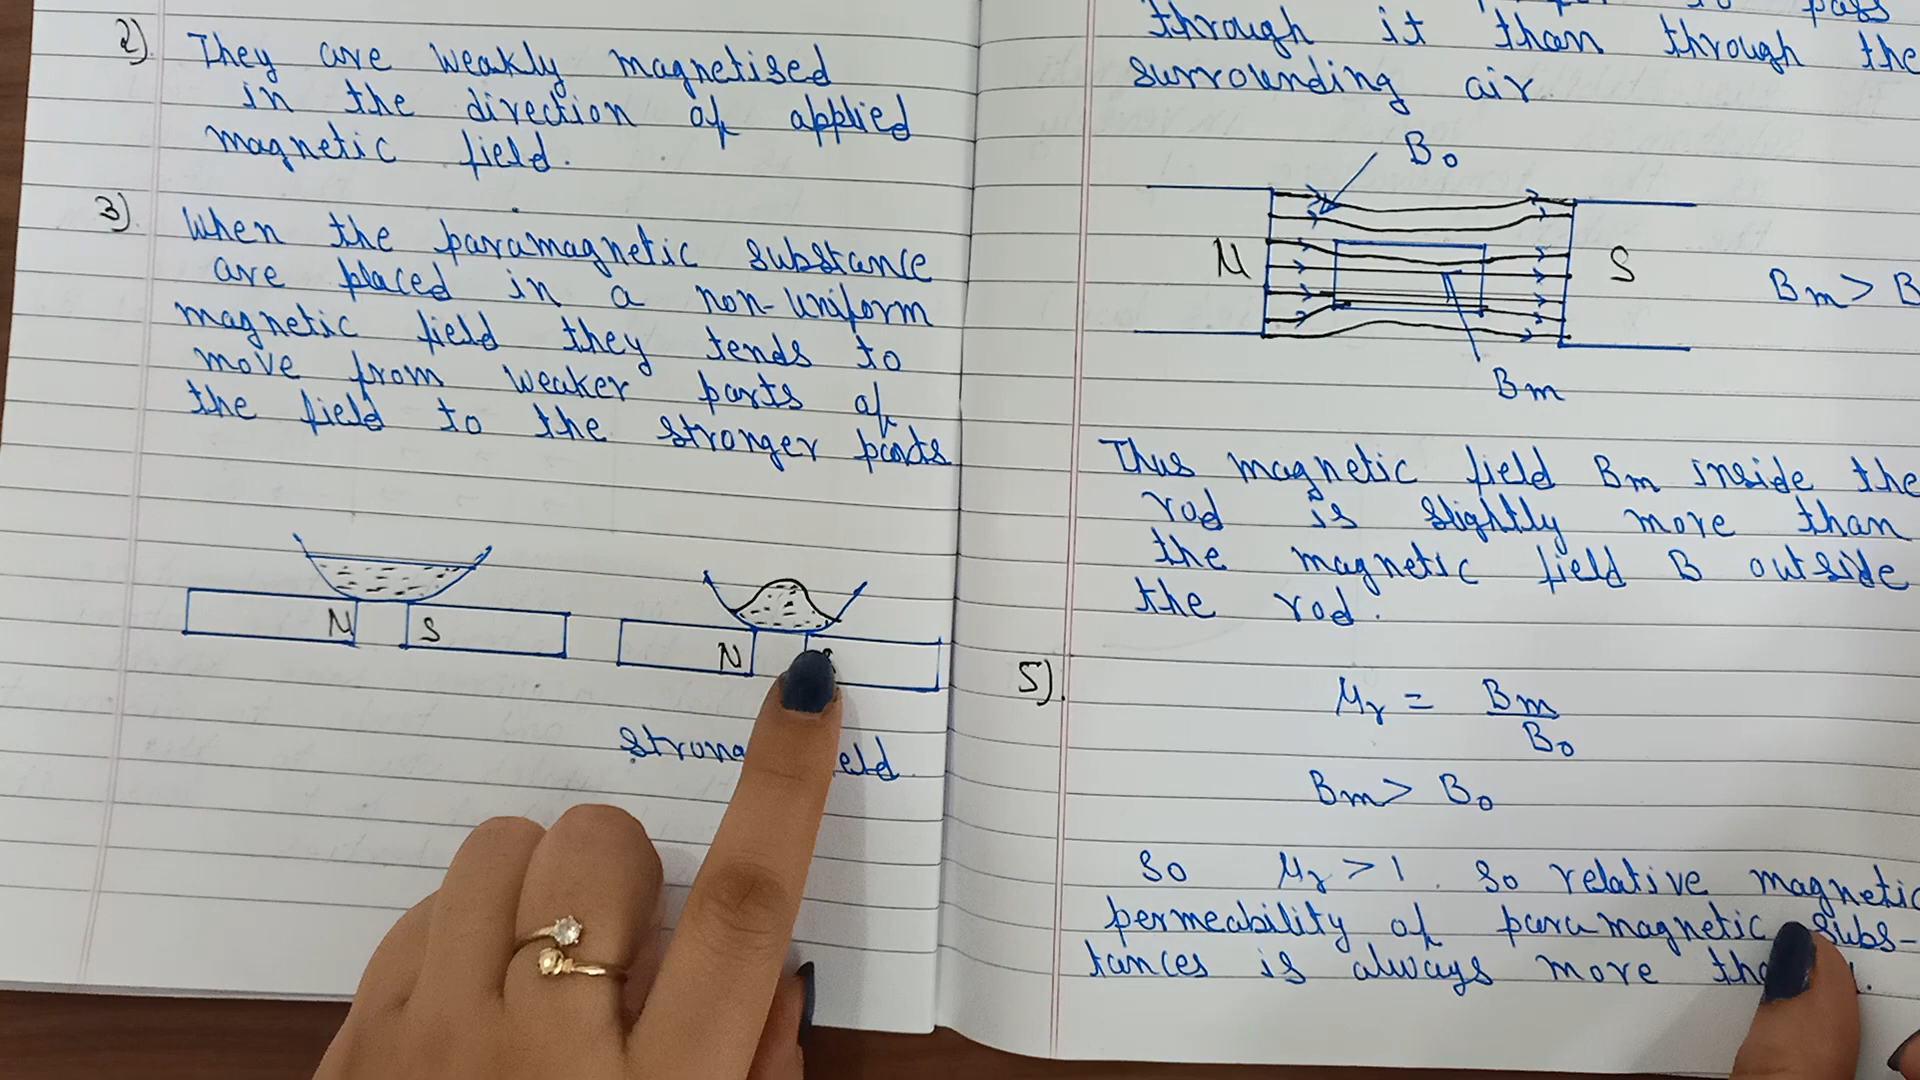 2). They are weakly magnetised
in the direction of applied
magnetic field.
3). When the paramagnetic substance
are placed in a non-uniform
magnetic field they tends to
move from weaker parts of
the field to the stronger parts
N S
N
through it than through the
surrounding air
B₀
N S
Bm > B
Bm
Thus magnetic field Bm inside the
rod is slightly more than
the magnetic field B outside
the rod.
5). μr = Bm/B₀
Bm > B₀
So μr > 1. So relative magnetic
permeability of paramagnetic subs-
tances is always more